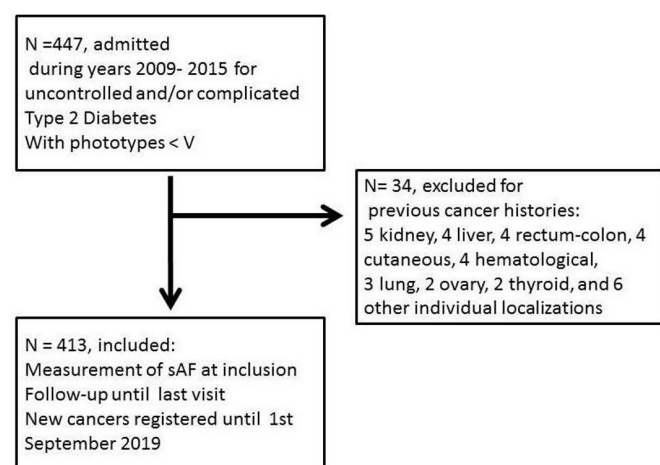 N =447, admitted
during years 2009- 2015 for
uncontrolled and/or complicated
Type 2 Diabetes
With phototypes < V
N= 34, excluded for
previous cancer histories:
5 kidney, 4 liver, 4 rectum-colon, 4
cutaneous, 4 hematological,
3 lung, 2 ovary, 2 thyroid, and 6
other individual localizations
N = 413, included:
Measurement of sAF at inclusion
Follow-up until last visit
New cancers registered until 1st
September 2019